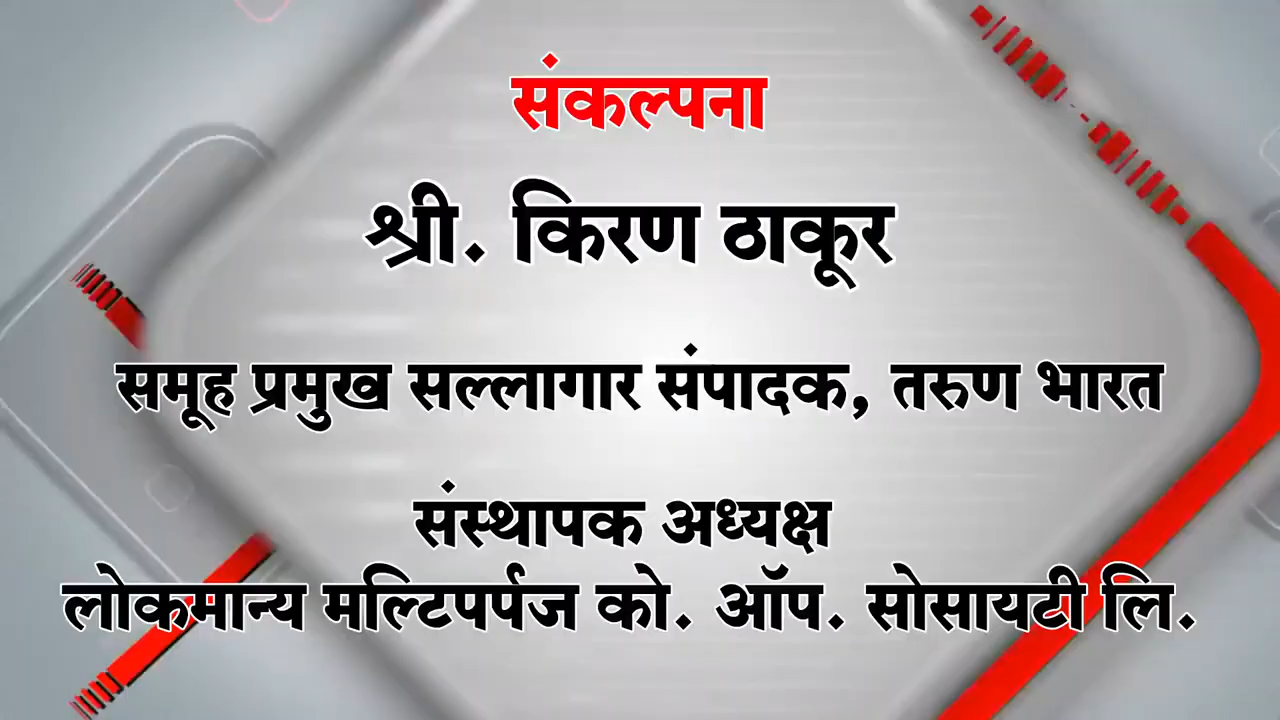 संकल्पना
श्री. किरण ठाकूर
समूह प्रमुख सल्लागार संपादक, तरुण भारत
संस्थापक अध्यक्ष
लोकमान्य मल्टिपर्पज को. ऑप. सोसायटी लि.